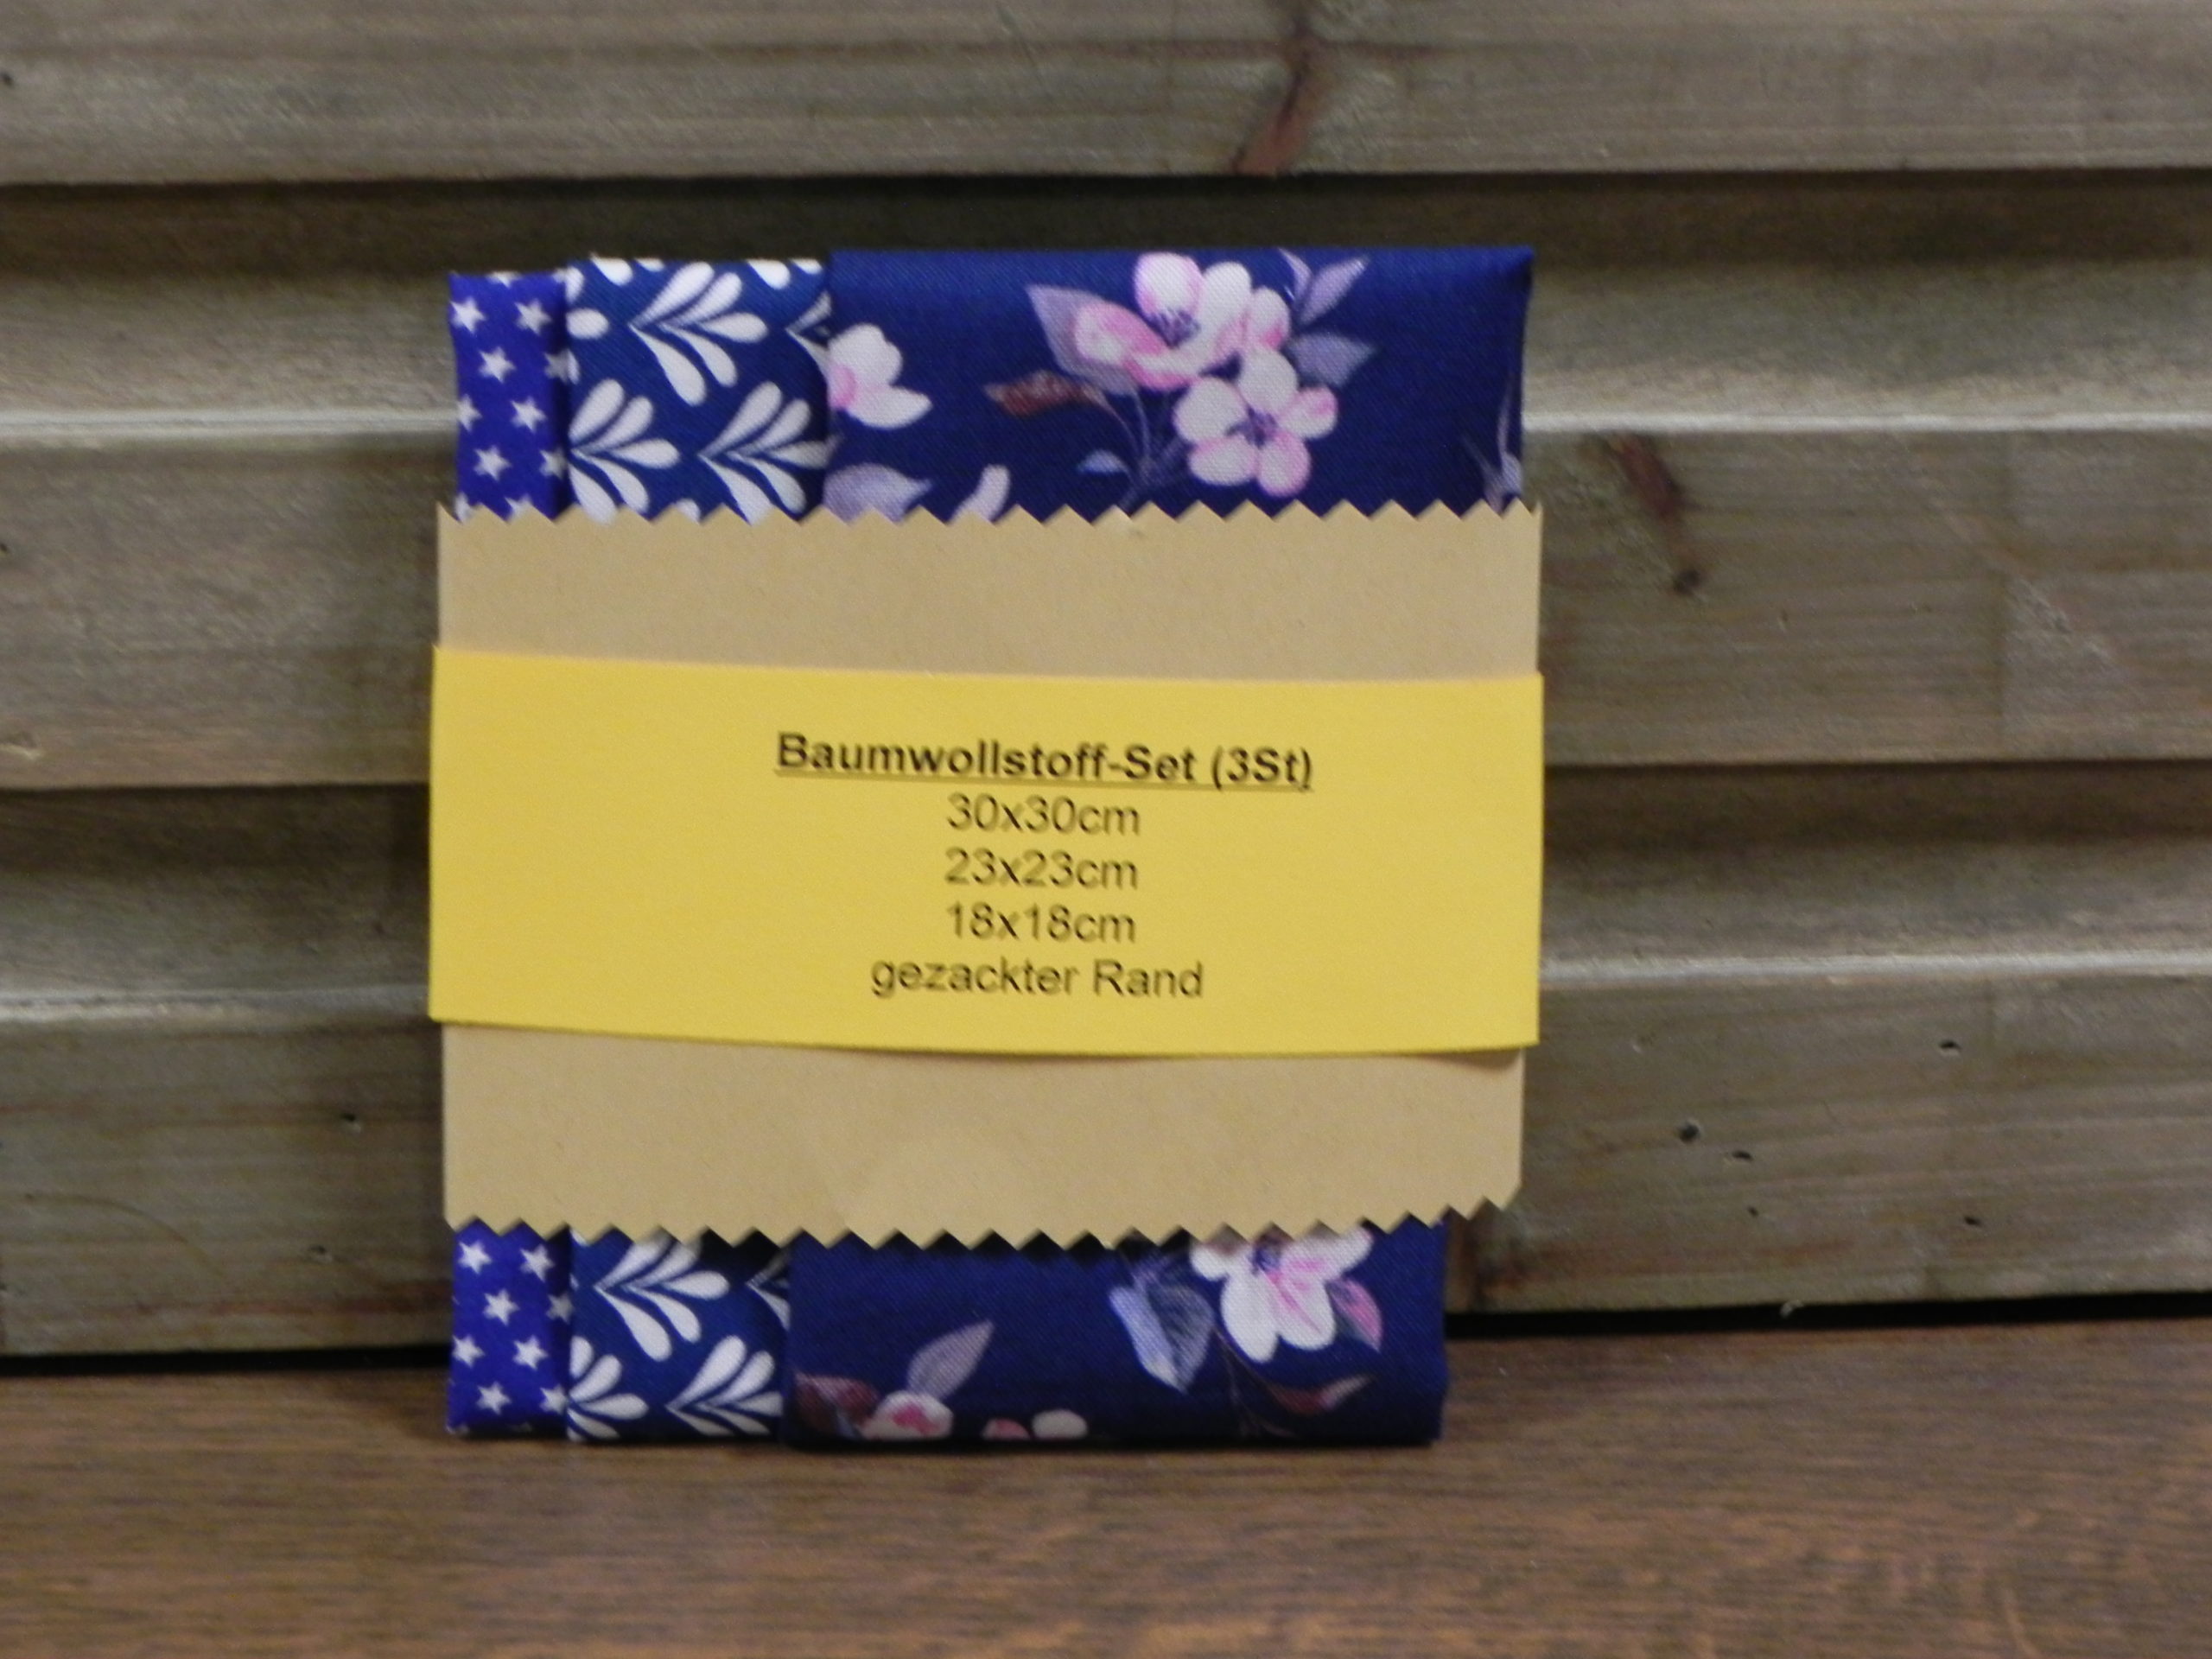 Baumwollstoff-Set (3St)
30x30cm
23x23cm
18x18cm
gezackter Rand